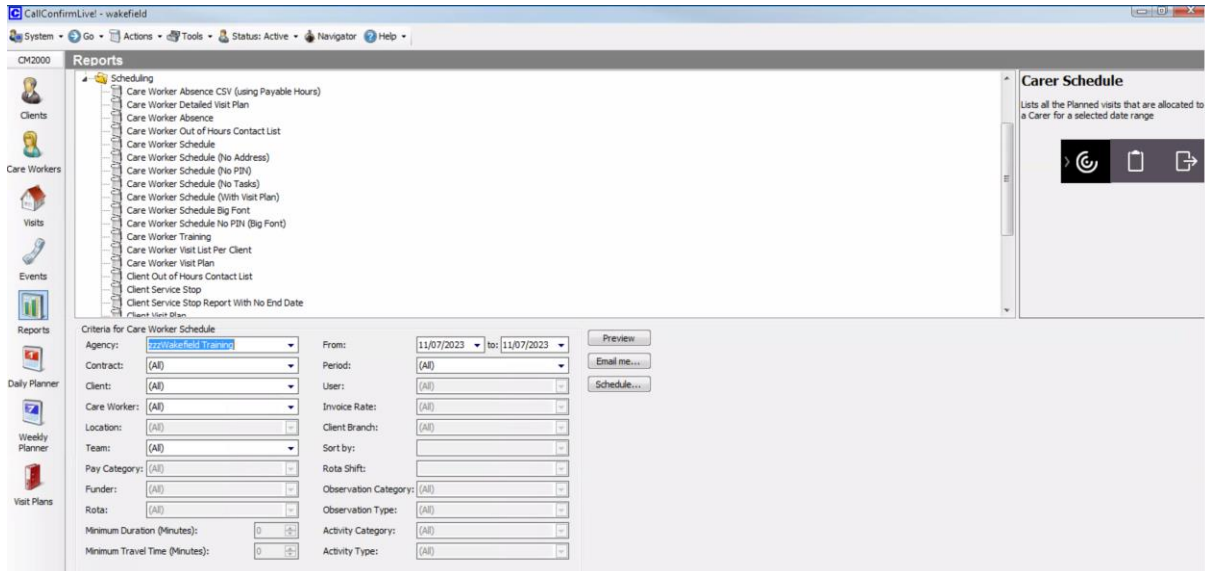 CallConfirmLive! - wakefield
System Go Actions Tools Status: Active Navigator Help
CM2000 Reports
Clients
Care Workers
Visits
Events
Reports
Daily Planner
Weekly
Planner
Visit Plans
Scheduling
Care Worker Absence CSV (using Payable Hours)
Care Worker Detailed Visit Plan
Care Worker Absence
Care Worker Out of Hours Contact List
Care Worker Schedule
Care Worker Schedule (No Address)
Care Worker Schedule (No PIN)
Care Worker Schedule (No Tasks)
Care Worker Schedule (With Visit Plan)
Care Worker Schedule Big Font
Care Worker Schedule No PIN (Big Font)
Care Worker Training
Care Worker Visit List Per Client
Care Worker Visit Plan
Client Out of Hours Contact List
Client Service Stop
Client Service Stop Report With No End Date
Client Visit Plan
Carer Schedule
Lists all the Planned visits that are allocated to
a Carer for a selected date range
Criteria for Care Worker Schedule
Agency: zzzWakefield Training From: 11/07/2023 to: 11/07/2023 Preview
Contract: (All) Period: (All) Email me...
Client: (All) User: (All) Schedule...
Care Worker: (All) Invoice Rate: (All)
Location: (All) Client Branch: (All)
Team: (All) Sort by:
Pay Category: (All) Rota Shift:
Funder: (All) Observation Category: (All)
Rota: (All) Observation Type: (All)
Minimum Duration (Minutes): 0 Activity Category: (All)
Minimum Travel Time (Minutes): 0 Activity Type: (All)